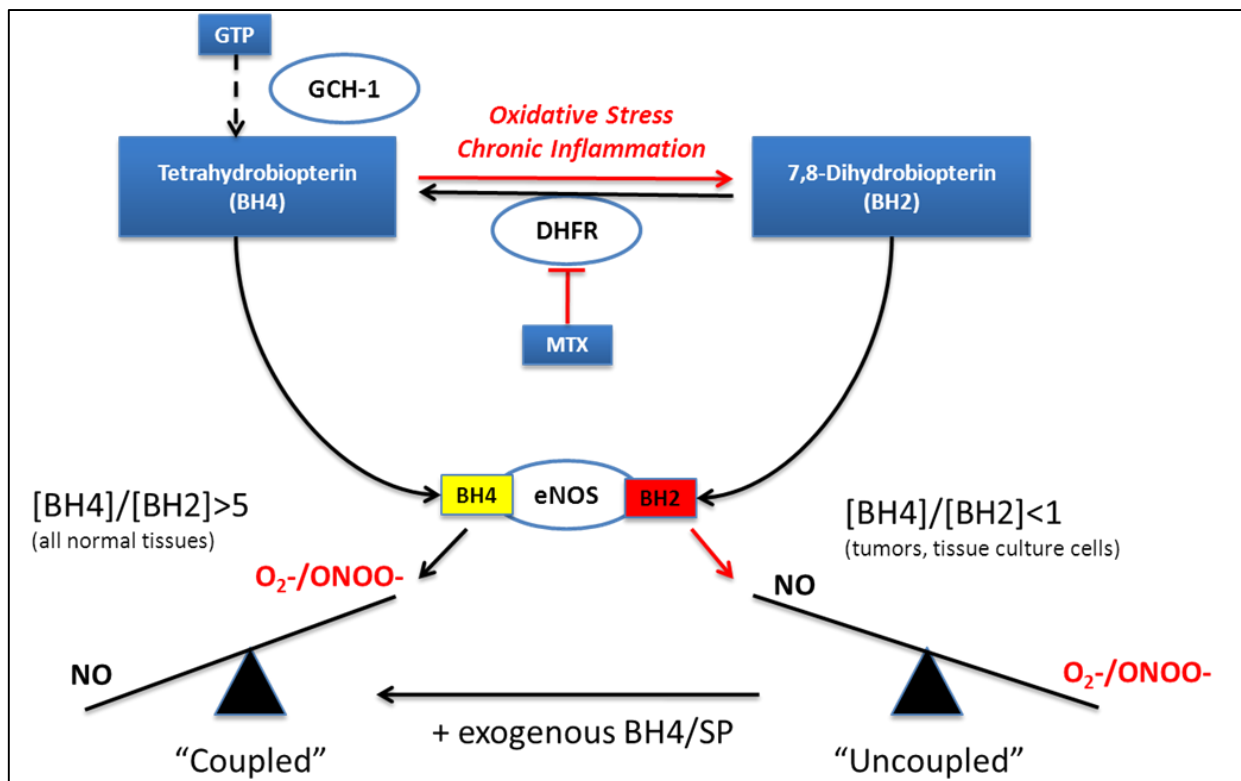 GTP
GCH-1
Oxidative Stress
Chronic Inflammation
Tetrahydrobiopterin
(BH4)
7,8-Dihydrobiopterin
(BH2)
DHFR
MTX
BH4
eNOS
BH2
[BH4]/[BH2]>5
(all normal tissues)
[BH4]/[BH2]<1
(tumors, tissue culture cells)
O₂-/ONOO-
NO
NO
O₂-/ONOO-
+ exogenous BH4/SP
“Coupled”
“Uncoupled”